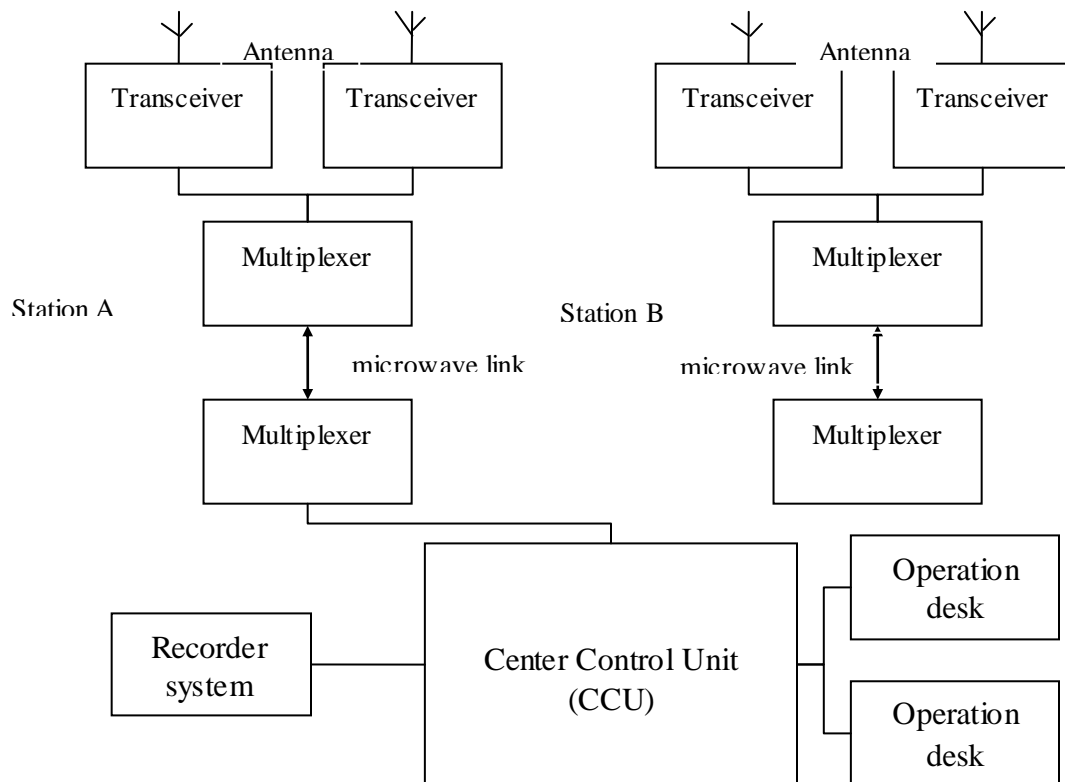 Antenna
Antenna
Transceiver
Transceiver
Transceiver
Transceiver
Multiplexer
Multiplexer
Station A
Station B
microwave link
microwave link
Multiplexer
Multiplexer
Operation
desk
Recorder
system
Center Control Unit
(CCU)
Operation
desk